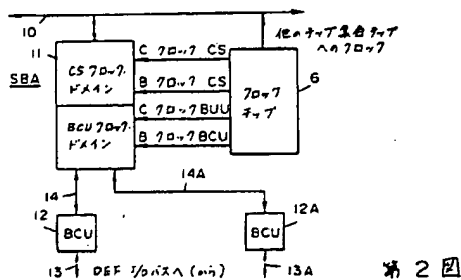 10
11
SBA
CSクロック・ドメイン
BCUクロック・ドメイン
C クロック CS
B クロック CS
C クロック BUU
B クロック BCU
クロックチップ
他のチップ集合チップ
へのクロック
6
14
14A
12
BCU
12A
BCU
13
DEF I/Oバスへ(から)
13A
第2図